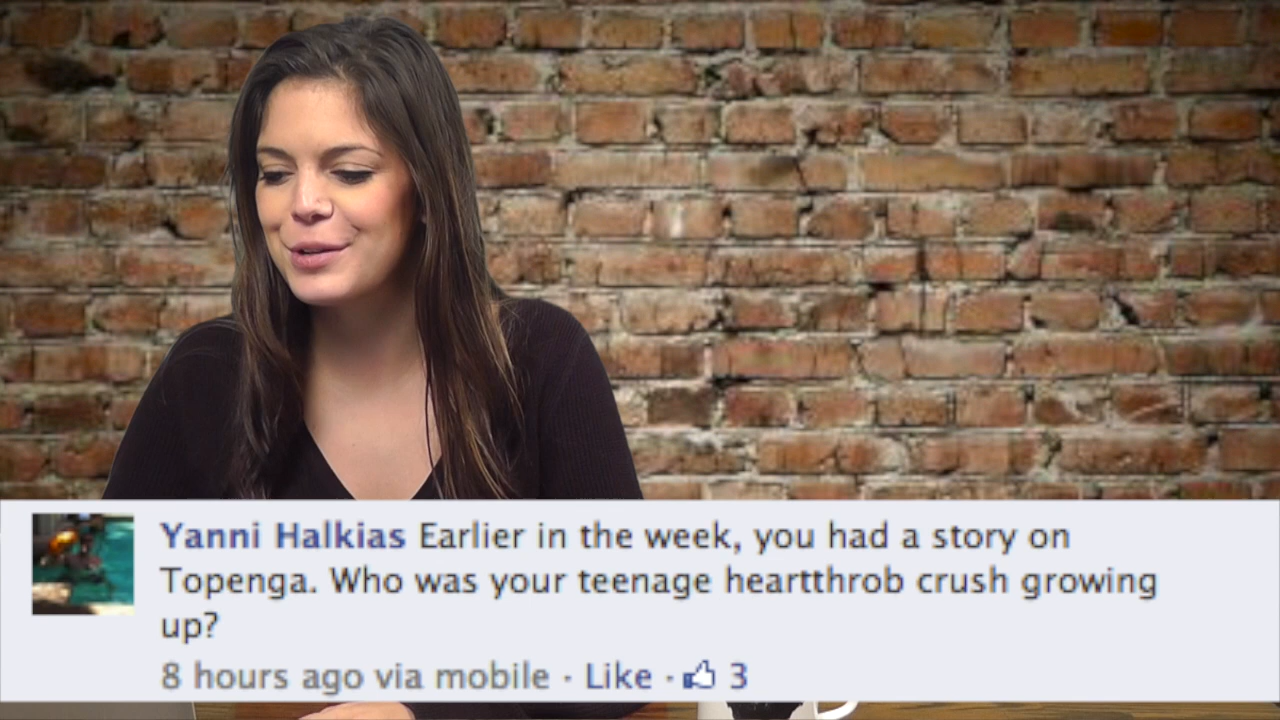 Yanni Halkias Earlier in the week, you had a story on
Topenga. Who was your teenage heartthrob crush growing
up?
8 hours ago via mobile · Like · 3